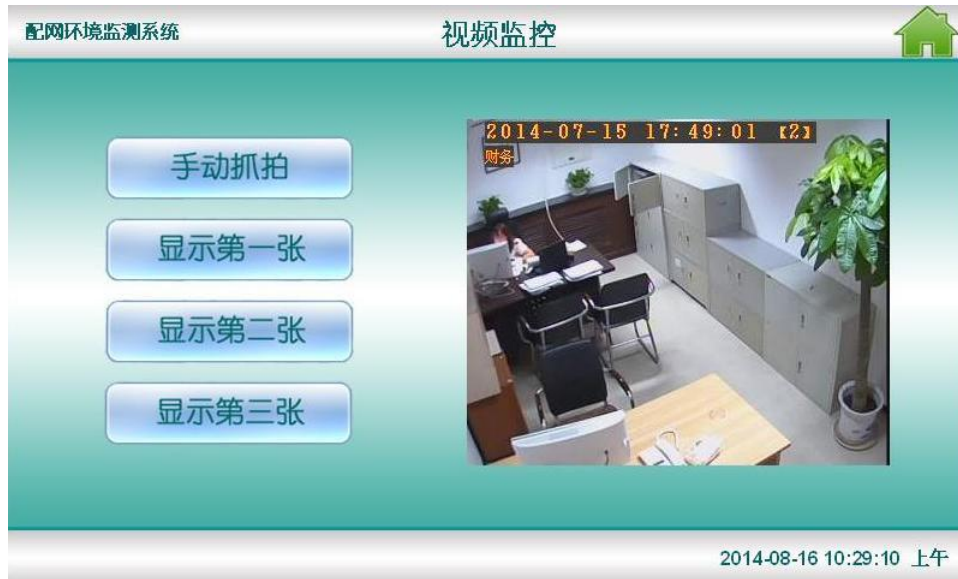 配网环境监测系统
视频监控
手动抓拍
显示第一张
显示第二张
显示第三张
2014-07-15 17:49:01 【2】
财务
2014-08-16 10:29:10 上午